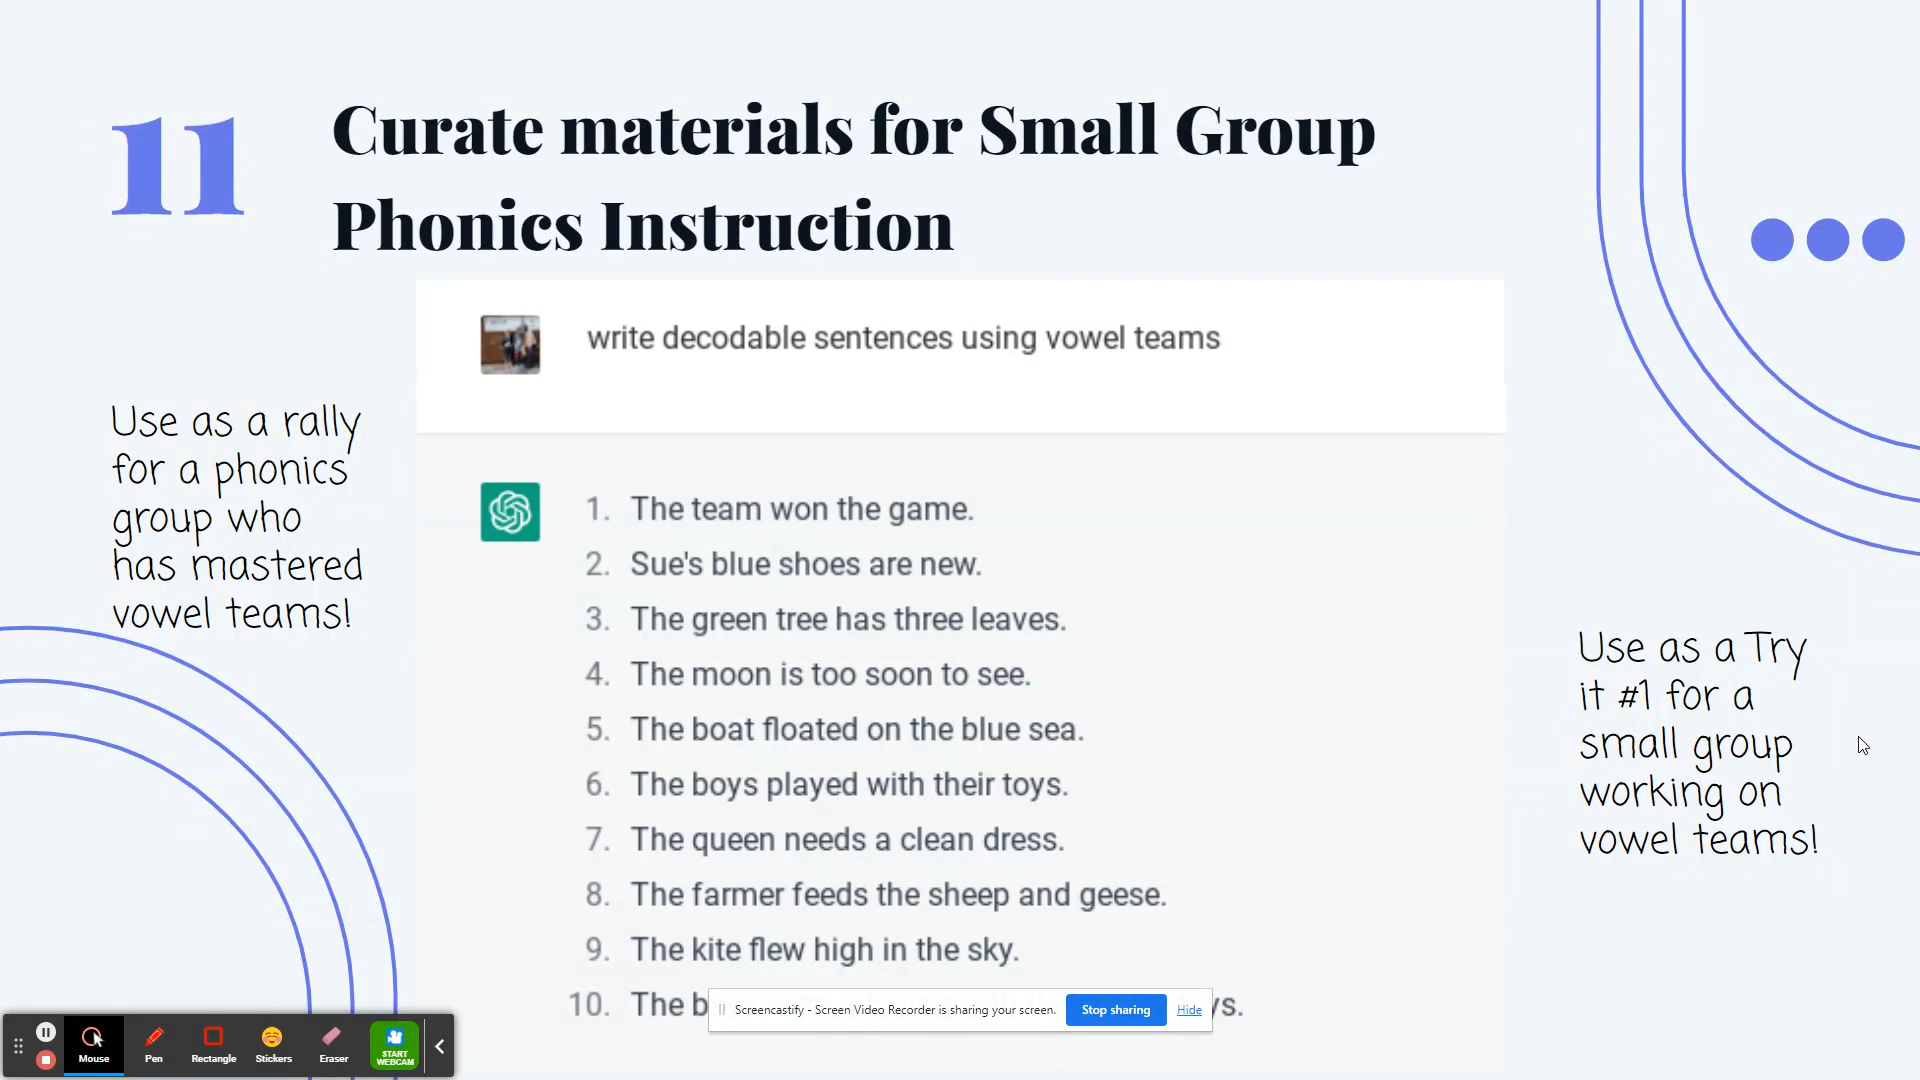 11
Curate materials for Small Group
Phonics Instruction
write decodable sentences using vowel teams
Use as a rally
for a phonics
group who
has mastered
vowel teams!
1. The team won the game.
2. Sue's blue shoes are new.
3. The green tree has three leaves.
4. The moon is too soon to see.
5. The boat floated on the blue sea.
6. The boys played with their toys.
7. The queen needs a clean dress.
8. The farmer feeds the sheep and geese.
9. The kite flew high in the sky.
10. The
Use as a Try
it #1 for a
small group
working on
vowel teams!
Screencastify - Screen Video Recorder is sharing your screen.
Stop sharing
Hide
Mouse
Pen
Rectangle
Stickers
Eraser
START
WEBCAM